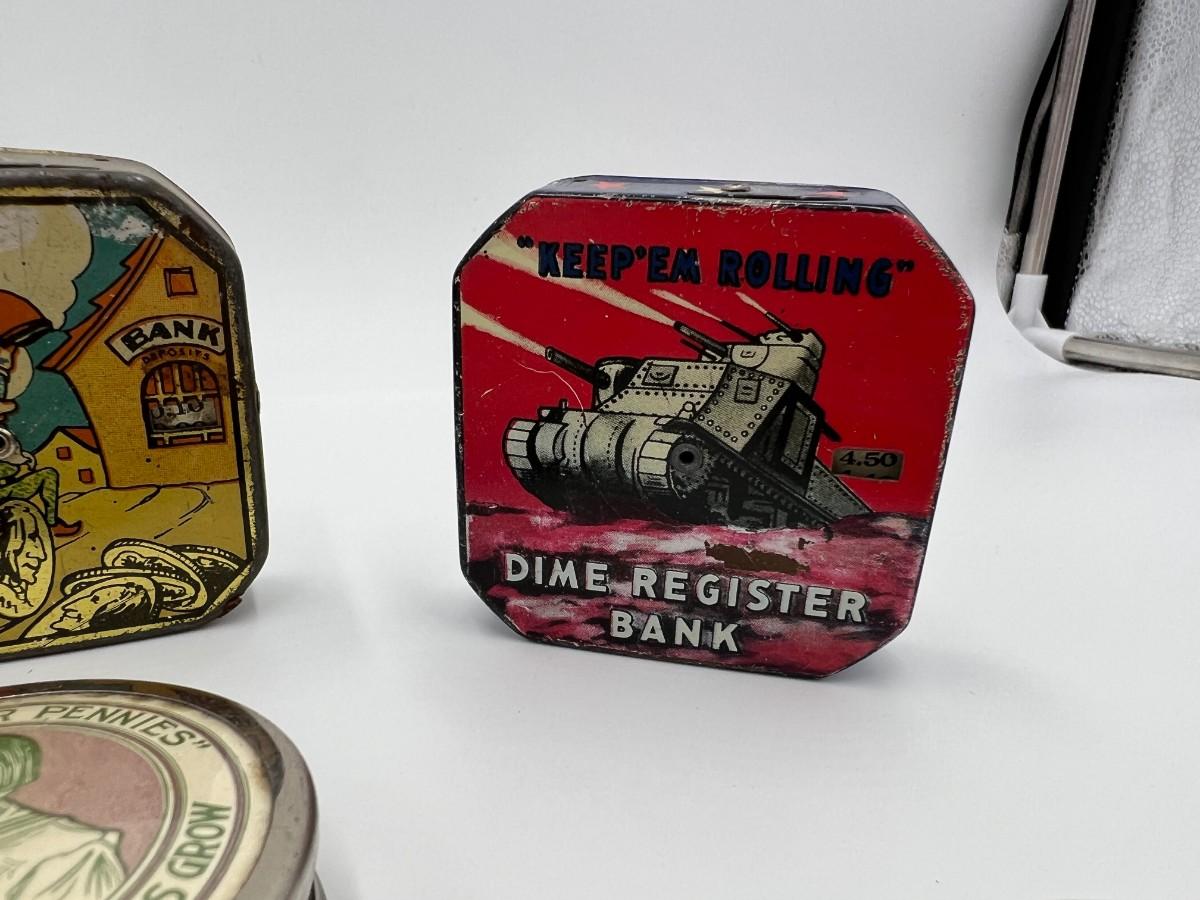 "KEEP'EM ROLLING"
4.50
DIME REGISTER
BANK
BANK
DEPOSITS
R PENNIES"
S GROW